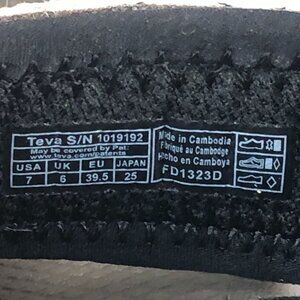 Teva S/N 1019192
May be covered by Pat:
www.teva.com/patents
USA UK EU JAPAN
7 6 39.5 25
Made in Cambodia
Fabriqué au Cambodge
Hecho en Camboya
FD1323D